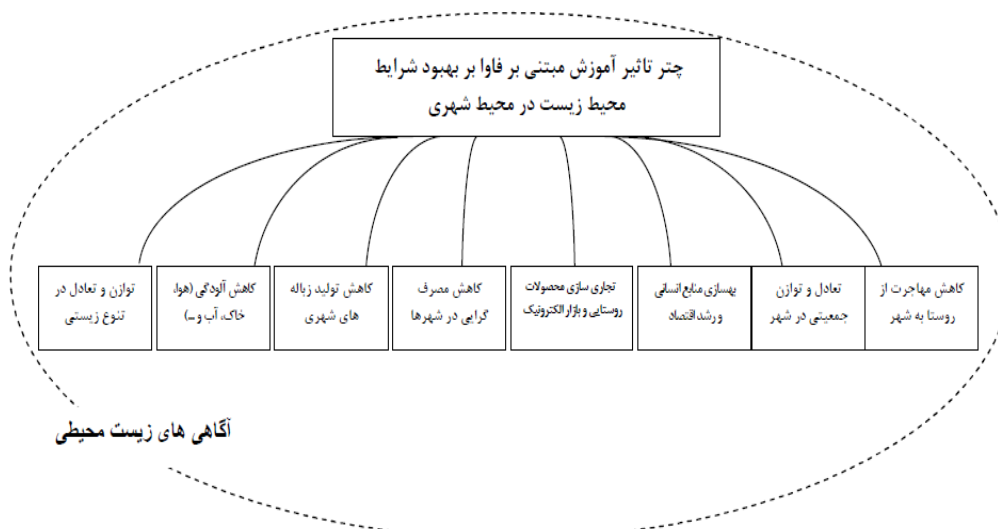 چتر تاثیر آموزش مبتنی بر فاوا بر بهبود شرایط
محیط زیست در محیط شهری
کاهش مهاجرت از
روستا به شهر
تعادل و توازن
جمعیتی در شهر
بهسازی منابع انسانی
و رشد اقتصاد
تجاری سازی محصولات
روستایی و بازار الکترونیک
کاهش مصرف
گرایی در شهرها
کاهش تولید زباله
های شهری
کاهش آلودگی (هوا،
خاک، آب و ...)
توازن و تعادل در
تنوع زیستی
آگاهی های زیست محیطی